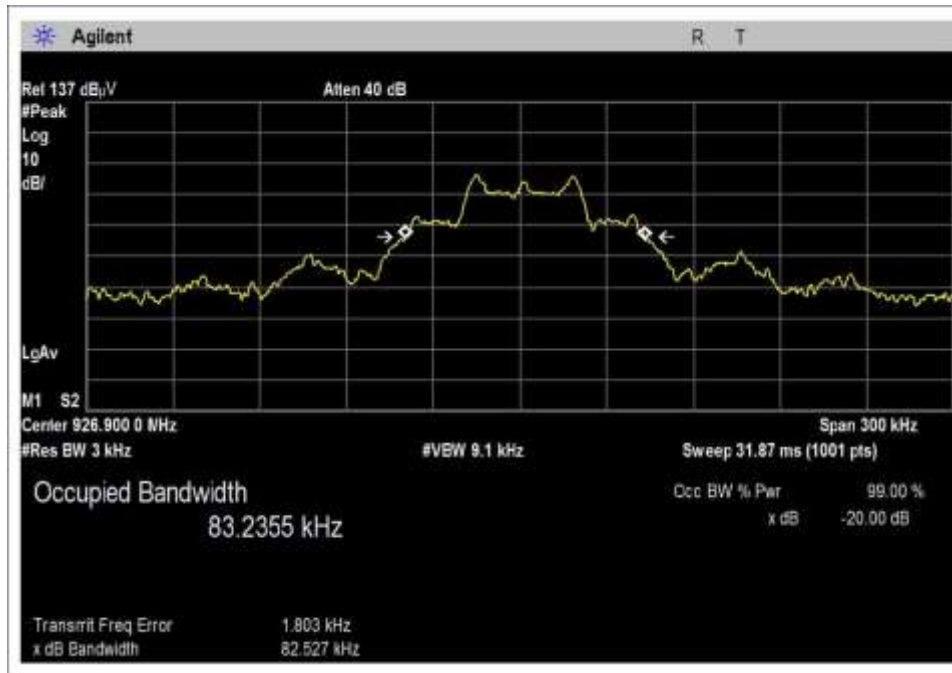 Agilent R T
Ref 137 dBµV Atten 40 dB
#Peak
Log
10
dB/
LgAv
M1 S2
Center 926.900 0 MHz Span 300 kHz
#Res BW 3 kHz #VBW 9.1 kHz Sweep 31.87 ms (1001 pts)
Occupied Bandwidth Occ BW % Pwr 99.00 %
83.2355 kHz x dB -20.00 dB
Transmit Freq Error 1.803 kHz
x dB Bandwidth 82.527 kHz